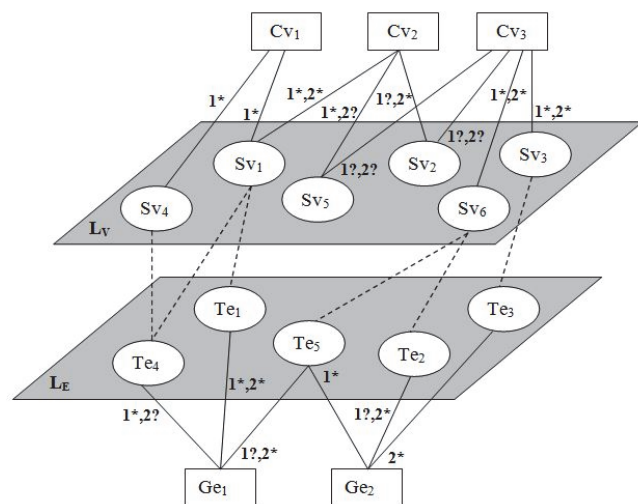 Cv₁ Cv₂ Cv₃
1* 1* 1*,2* 1*,2? 1?,2* 1*,2* 1*,2*
1?,2? 1?,2?
Sv₁ Sv₂ Sv₃
Sv₄ Sv₅ Sv₆
L_V
Te₁ Te₃
Te₄ Te₅ Te₂
L_E
1*,2? 1*,2* 1* 1?,2*
1?,2* 2*
Ge₁ Ge₂